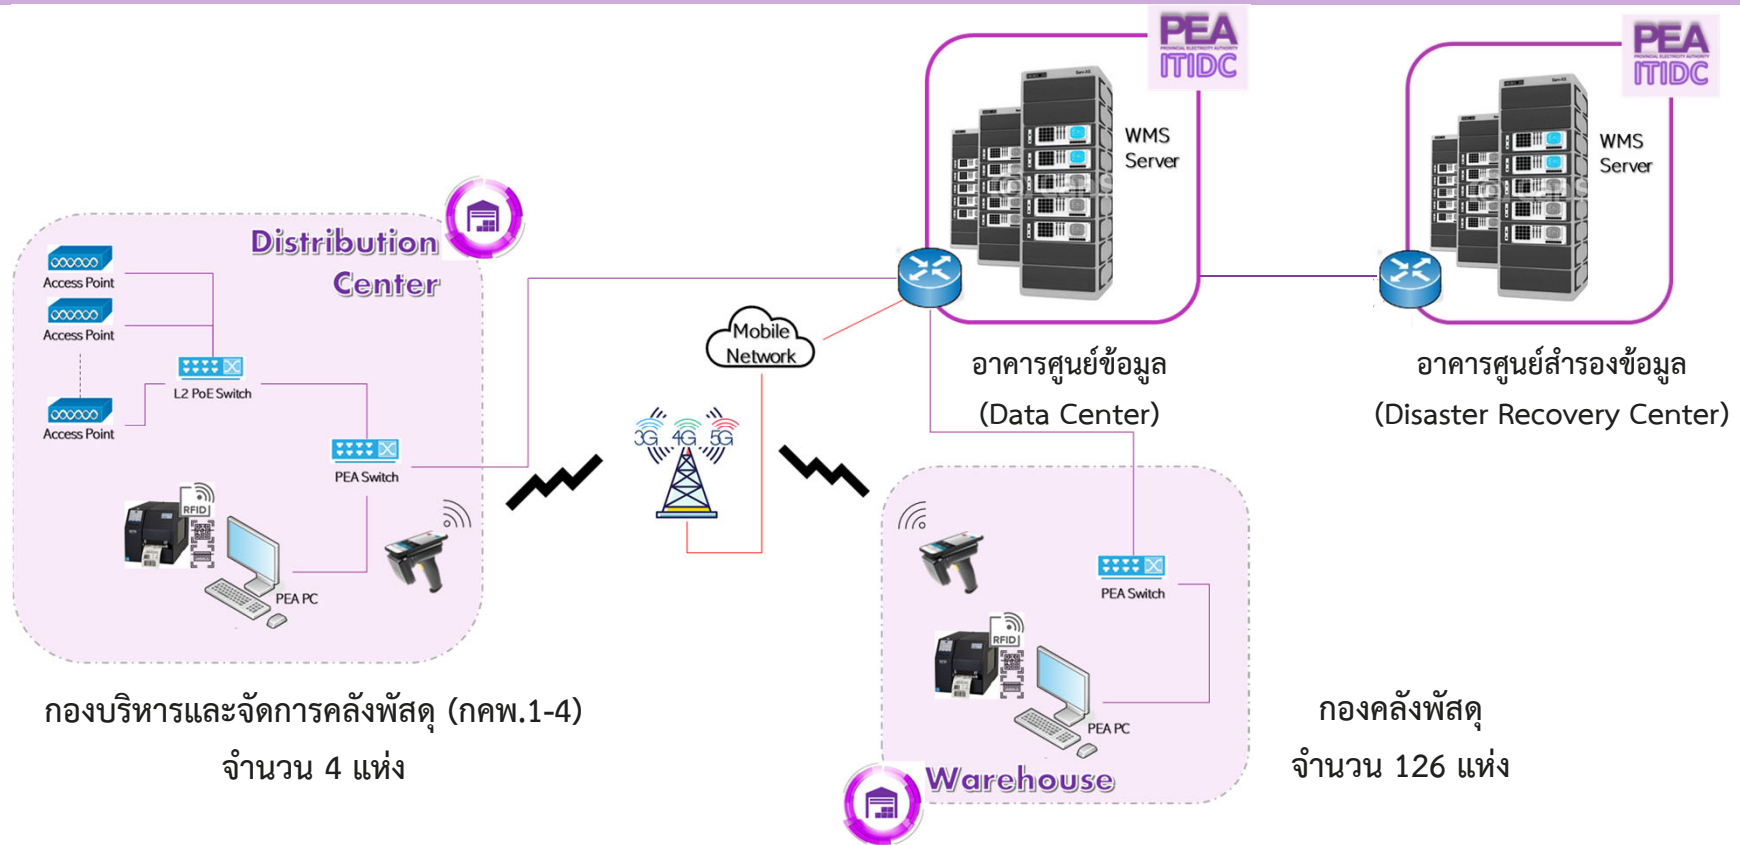 PEA
PROVINCIAL ELECTRICITY AUTHORITY
ITIDC
WMS
Server
PEA
PROVINCIAL ELECTRICITY AUTHORITY
ITIDC
WMS
Server
อาคารศูนย์ข้อมูล
(Data Center)
อาคารศูนย์สำรองข้อมูล
(Disaster Recovery Center)
Distribution
Center
Access Point
Access Point
Access Point
L2 PoE Switch
PEA Switch
RFID
PEA PC
Mobile
Network
3G 4G 5G
กองบริหารและจัดการคลังพัสดุ (กคพ.1-4)
จำนวน 4 แห่ง
PEA Switch
RFID
PEA PC
Warehouse
กองคลังพัสดุ
จำนวน 126 แห่ง